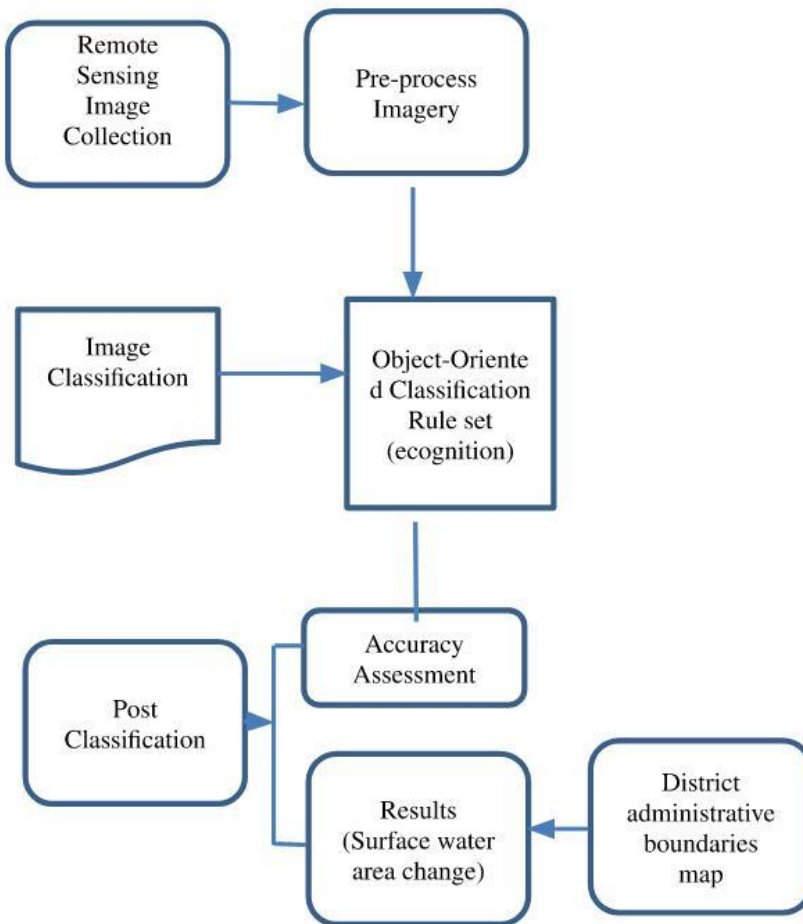 Remote
Sensing
Image
Collection
Pre-process
Imagery
Image
Classification
Object-Oriente
d Classification
Rule set
(ecognition)
Accuracy
Assessment
Post
Classification
Results
(Surface water
area change)
District
administrative
boundaries
map